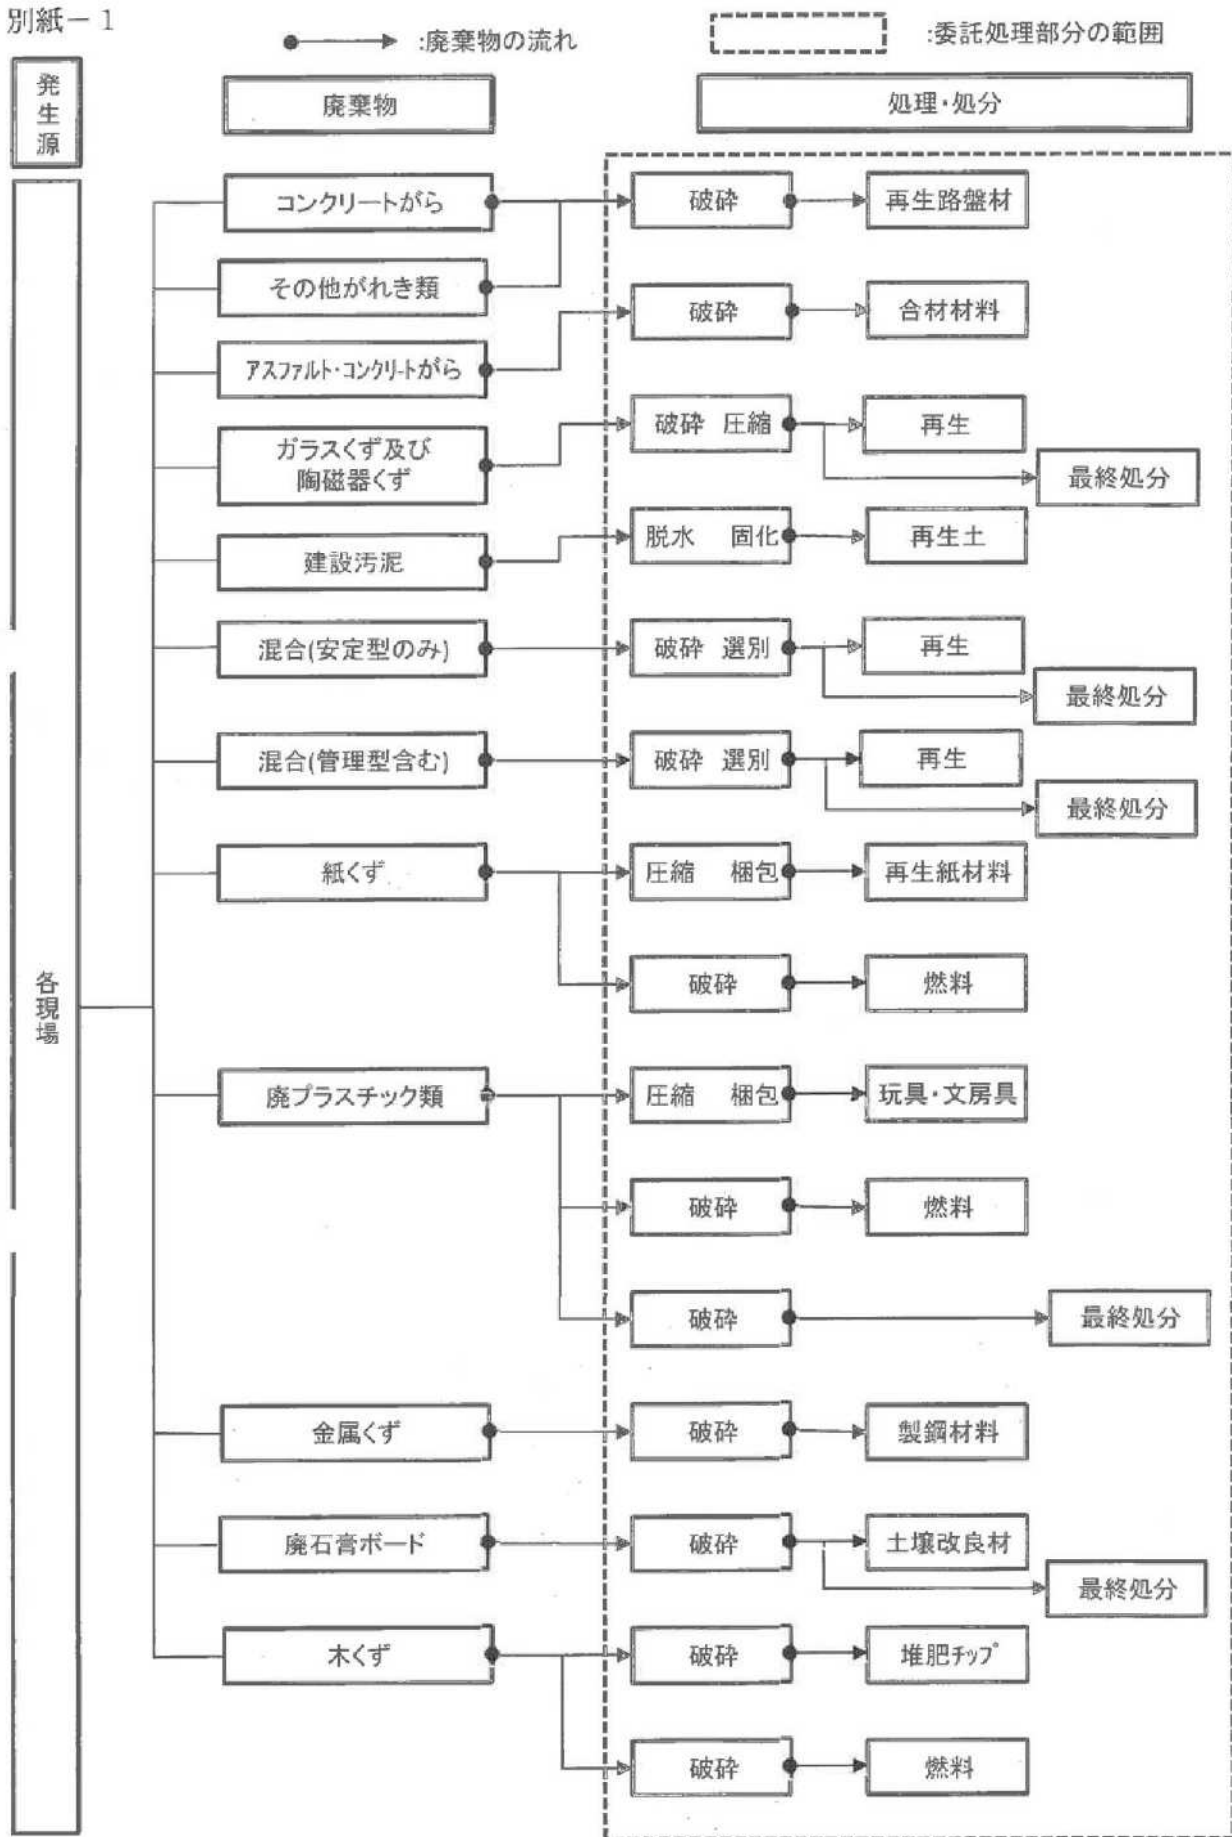 別紙－1
:廃棄物の流れ
:委託処理部分の範囲
発生源
廃棄物
処理・処分
各現場
コンクリートがら
破砕
再生路盤材
その他がれき類
破砕
合材材料
アスファルト・コンクリートがら
破砕 圧縮
再生
ガラスくず及び
陶磁器くず
最終処分
建設汚泥
脱水 固化
再生土
混合(安定型のみ)
破砕 選別
再生
最終処分
混合(管理型含む)
破砕 選別
再生
最終処分
紙くず
圧縮 梱包
再生紙材料
破砕
燃料
廃プラスチック類
圧縮 梱包
玩具・文房具
破砕
燃料
破砕
最終処分
金属くず
破砕
製鋼材料
廃石膏ボード
破砕
土壌改良材
最終処分
木くず
破砕
堆肥チップ
破砕
燃料